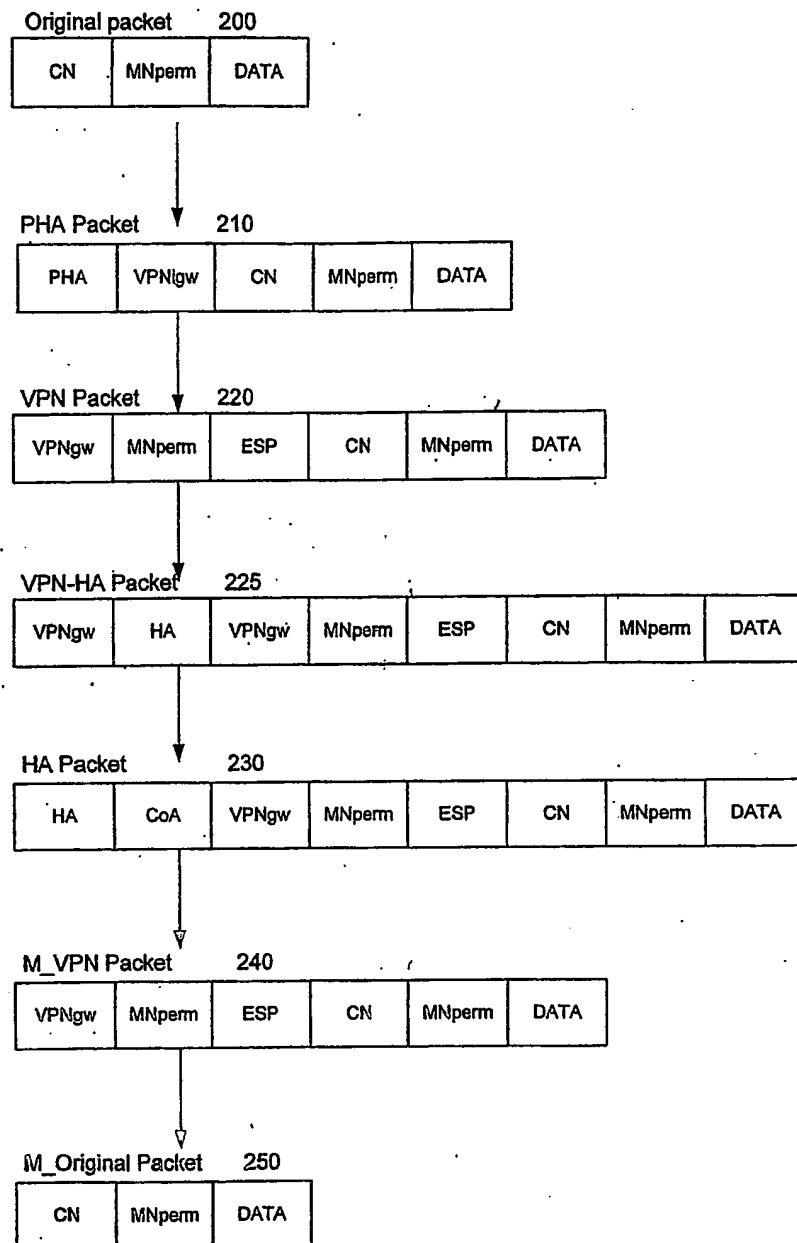 Original packet 200
CN MNperm DATA
PHA Packet 210
PHA VPNlgw CN MNperm DATA
VPN Packet 220
VPNgw MNperm ESP CN MNperm DATA
VPN-HA Packet 225
VPNgw HA VPNgw MNperm ESP CN MNperm DATA
HA Packet 230
HA CoA VPNgw MNperm ESP CN MNperm DATA
M_VPN Packet 240
VPNgw MNperm ESP CN MNperm DATA
M_Original Packet 250
CN MNperm DATA